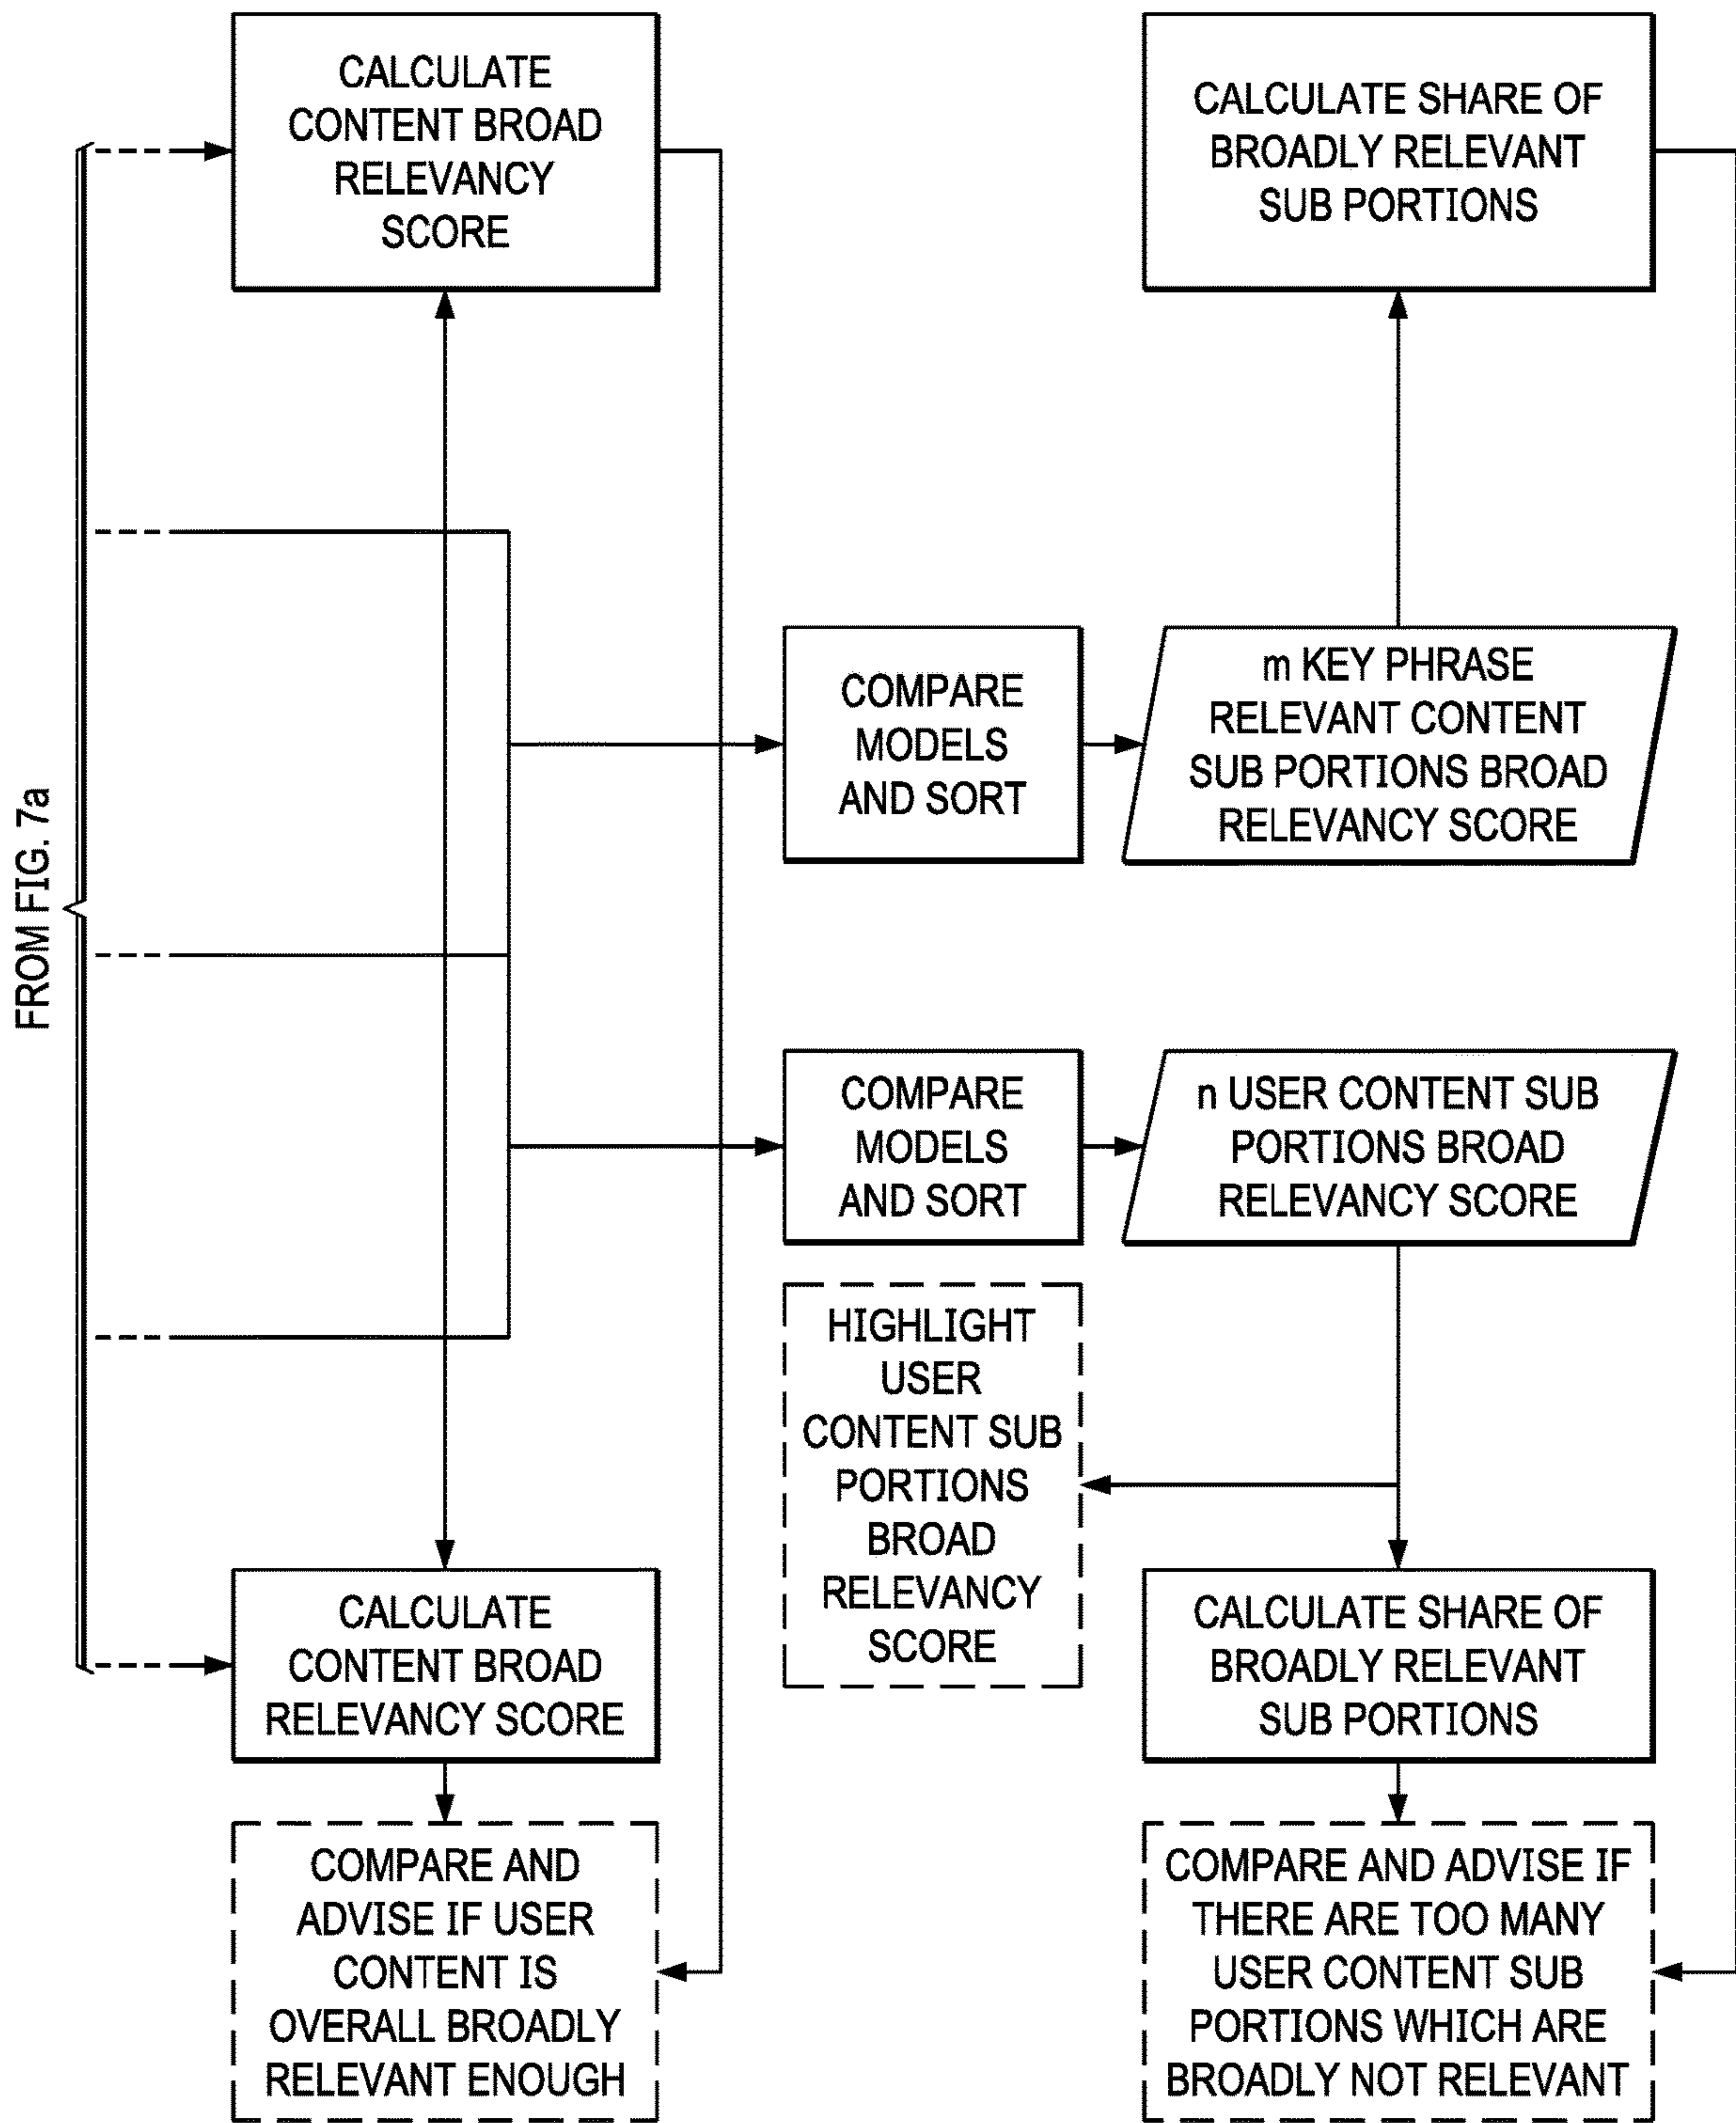 CALCULATE
CONTENT BROAD
RELEVANCY
SCORE
CALCULATE SHARE OF
BROADLY RELEVANT
SUB PORTIONS
FROM FIG. 7a
COMPARE
MODELS
AND SORT
m KEY PHRASE
RELEVANT CONTENT
SUB PORTIONS BROAD
RELEVANCY SCORE
COMPARE
MODELS
AND SORT
n USER CONTENT SUB
PORTIONS BROAD
RELEVANCY SCORE
HIGHLIGHT
USER
CONTENT SUB
PORTIONS
BROAD
RELEVANCY
SCORE
CALCULATE
CONTENT BROAD
RELEVANCY SCORE
CALCULATE SHARE OF
BROADLY RELEVANT
SUB PORTIONS
COMPARE AND
ADVISE IF USER
CONTENT IS
OVERALL BROADLY
RELEVANT ENOUGH
COMPARE AND ADVISE IF
THERE ARE TOO MANY
USER CONTENT SUB
PORTIONS WHICH ARE
BROADLY NOT RELEVANT